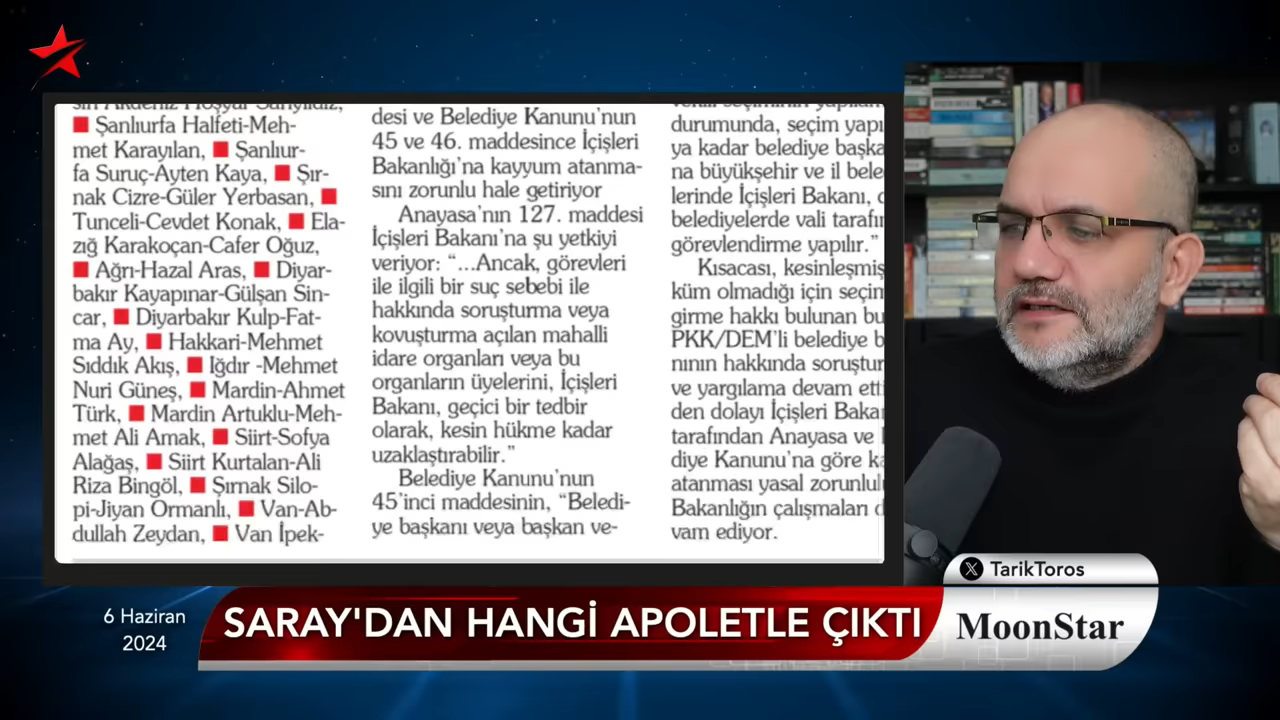 sin Akdeniz Hoşyar Sarıyıldız,
■ Şanlıurfa Halfeti-Meh-
met Karayılan, ■ Şanlıur-
fa Suruç-Ayten Kaya, ■ Şır-
nak Cizre-Güler Yerbasan, ■
Tunceli-Cevdet Konak, ■ Ela-
zığ Karakoçan-Cafer Oğuz,
■ Ağrı-Hazal Aras, ■ Diyar-
bakır Kayapınar-Gülşan Sin-
car, ■ Diyarbakır Kulp-Fat-
ma Ay, ■ Hakkari-Mehmet
Sıddık Akış, ■ Iğdır -Mehmet
Nuri Güneş, ■ Mardin-Ahmet
Türk, ■ Mardin Artuklu-Meh-
met Ali Amak, ■ Siirt-Sofya
Alağaş, ■ Siirt Kurtalan-Ali
Rıza Bingöl, ■ Şırnak Silo-
pi-Jiyan Ormanlı, ■ Van-Ab-
dullah Zeydan, ■ Van İpek-
desi ve Belediye Kanunu'nun
45 ve 46. maddesince İçişleri
Bakanlığı'na kayyum atanma-
sını zorunlu hale getiriyor
Anayasa'nın 127. maddesi
İçişleri Bakanı'na şu yetkiyi
veriyor: “...Ancak, görevleri
ile ilgili bir suç sebebi ile
hakkında soruşturma veya
kovuşturma açılan mahalli
idare organları veya bu
organların üyelerini, İçişleri
Bakanı, geçici bir tedbir
olarak, kesin hükme kadar
uzaklaştırabilir.”
Belediye Kanunu'nun
45'inci maddesinin, “Beledi-
ye başkanı veya başkan ve-
durumunda, seçim yapı
ya kadar belediye başka
na büyükşehir ve il bele
lerinde İçişleri Bakanı,
belediyelerde vali tarafın
görevlendirme yapılır.”
Kısacası, kesinleşmiş
küm olmadığı için seçim
girme hakkı bulunan bu
PKK/DEM'li belediye b
nının hakkında soruştur
ve yargılama devam etti
den dolayı İçişleri Baka
tarafından Anayasa ve
diye Kanunu'na göre ka
atanması yasal zorunlul
Bakanlığın çalışmaları d
vam ediyor.
TarikToros
6 Haziran
2024
SARAY'DAN HANGİ APOLETLE ÇIKTI
MoonStar